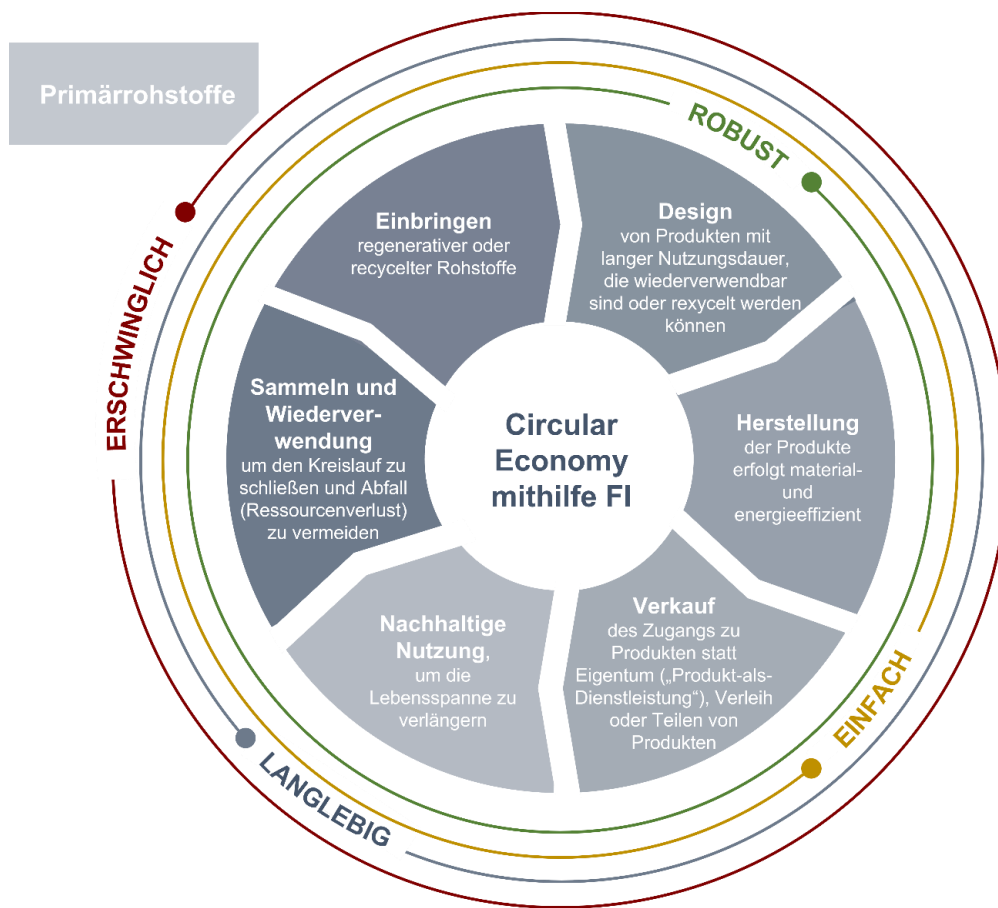 Primärrohstoffe
ROBUST
Einbringen
regenerativer oder
recycelter Rohstoffe
Design
von Produkten mit
langer Nutzungsdauer,
die wiederverwendbar
sind oder rexycelt werden
können
ERSCHWINGLICH
Sammeln und
Wiederver-
wendung
um den Kreislauf zu
schließen und Abfall
(Ressourcenverlust)
zu vermeiden
Circular
Economy
mithilfe FI
Herstellung
der Produkte
erfolgt material-
und
energieeffizient
Nachhaltige
Nutzung,
um die
Lebensspanne zu
verlängern
Verkauf
des Zugangs zu
Produkten statt
Eigentum („Produkt-als-
Dienstleistung“), Verleih
oder Teilen von
Produkten
EINFACH
LANGLEBIG